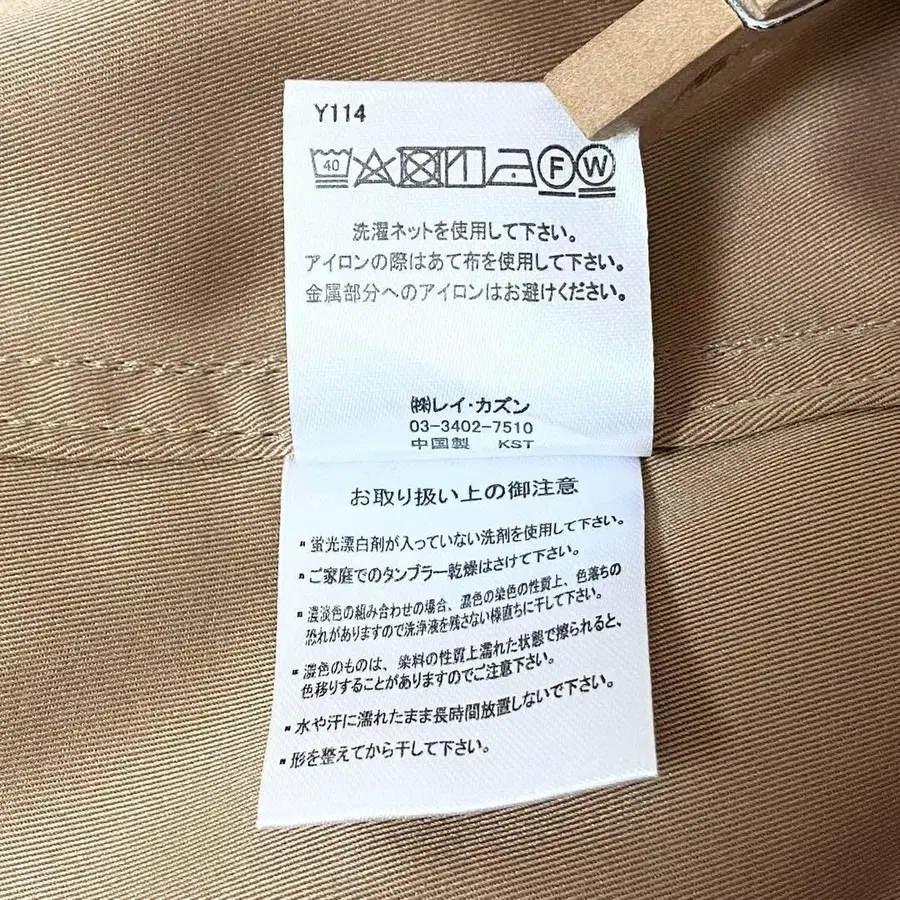 Y114
40 F W
洗濯ネットを使用して下さい。
アイロンの際はあて布を使用して下さい。
金属部分へのアイロンはお避けください。
㈱レイ・カズン
03-3402-7510
中国製 KST
お取り扱い上の御注意
"蛍光漂白剤が入っていない洗剤を使用して下さい。
"ご家庭でのタンブラー乾燥はさけて下さい。
"濃淡色の組み合わせの場合、濃色の染色の性質上、色落ちの
恐れがありますので洗浄液を残さない様直ちに干して下さい。
"濃色のものは、染料の性質上濡れた状態で擦られると、
色移りすることがありますのでご注意下さい。
"水や汗に濡れたまま長時間放置しないで下さい。
"形を整えてから干して下さい。